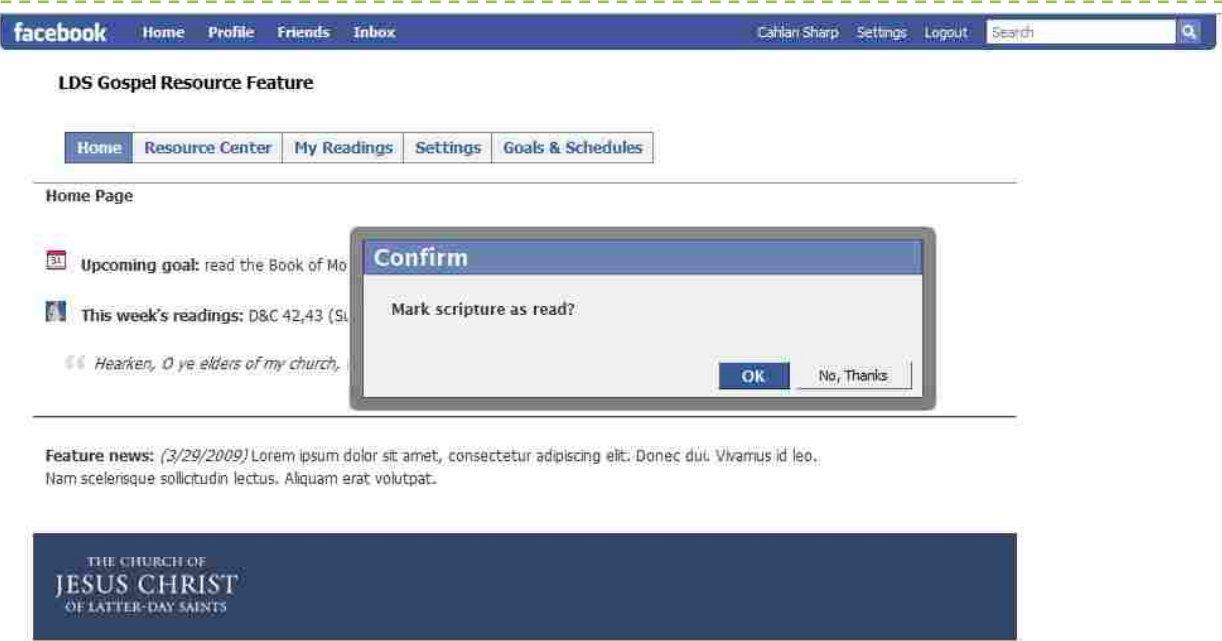 facebook Home Profile Friends Inbox Cahlan Sharp Settings Logout Search
LDS Gospel Resource Feature
Home Resource Center My Readings Settings Goals & Schedules
Home Page
31 Upcoming goal: read the Book of Mo
Confirm
This week's readings: D&C 42,43 (Su
Mark scripture as read?
“ Hearken, O ye elders of my church,
OK No, Thanks
Feature news: (3/29/2009) Lorem ipsum dolor sit amet, consectetur adipiscing elit. Donec dui. Vivamus id leo.
Nam scelerisque sollicitudin lectus. Aliquam erat volutpat.
THE CHURCH OF
JESUS CHRIST
OF LATTER-DAY SAINTS